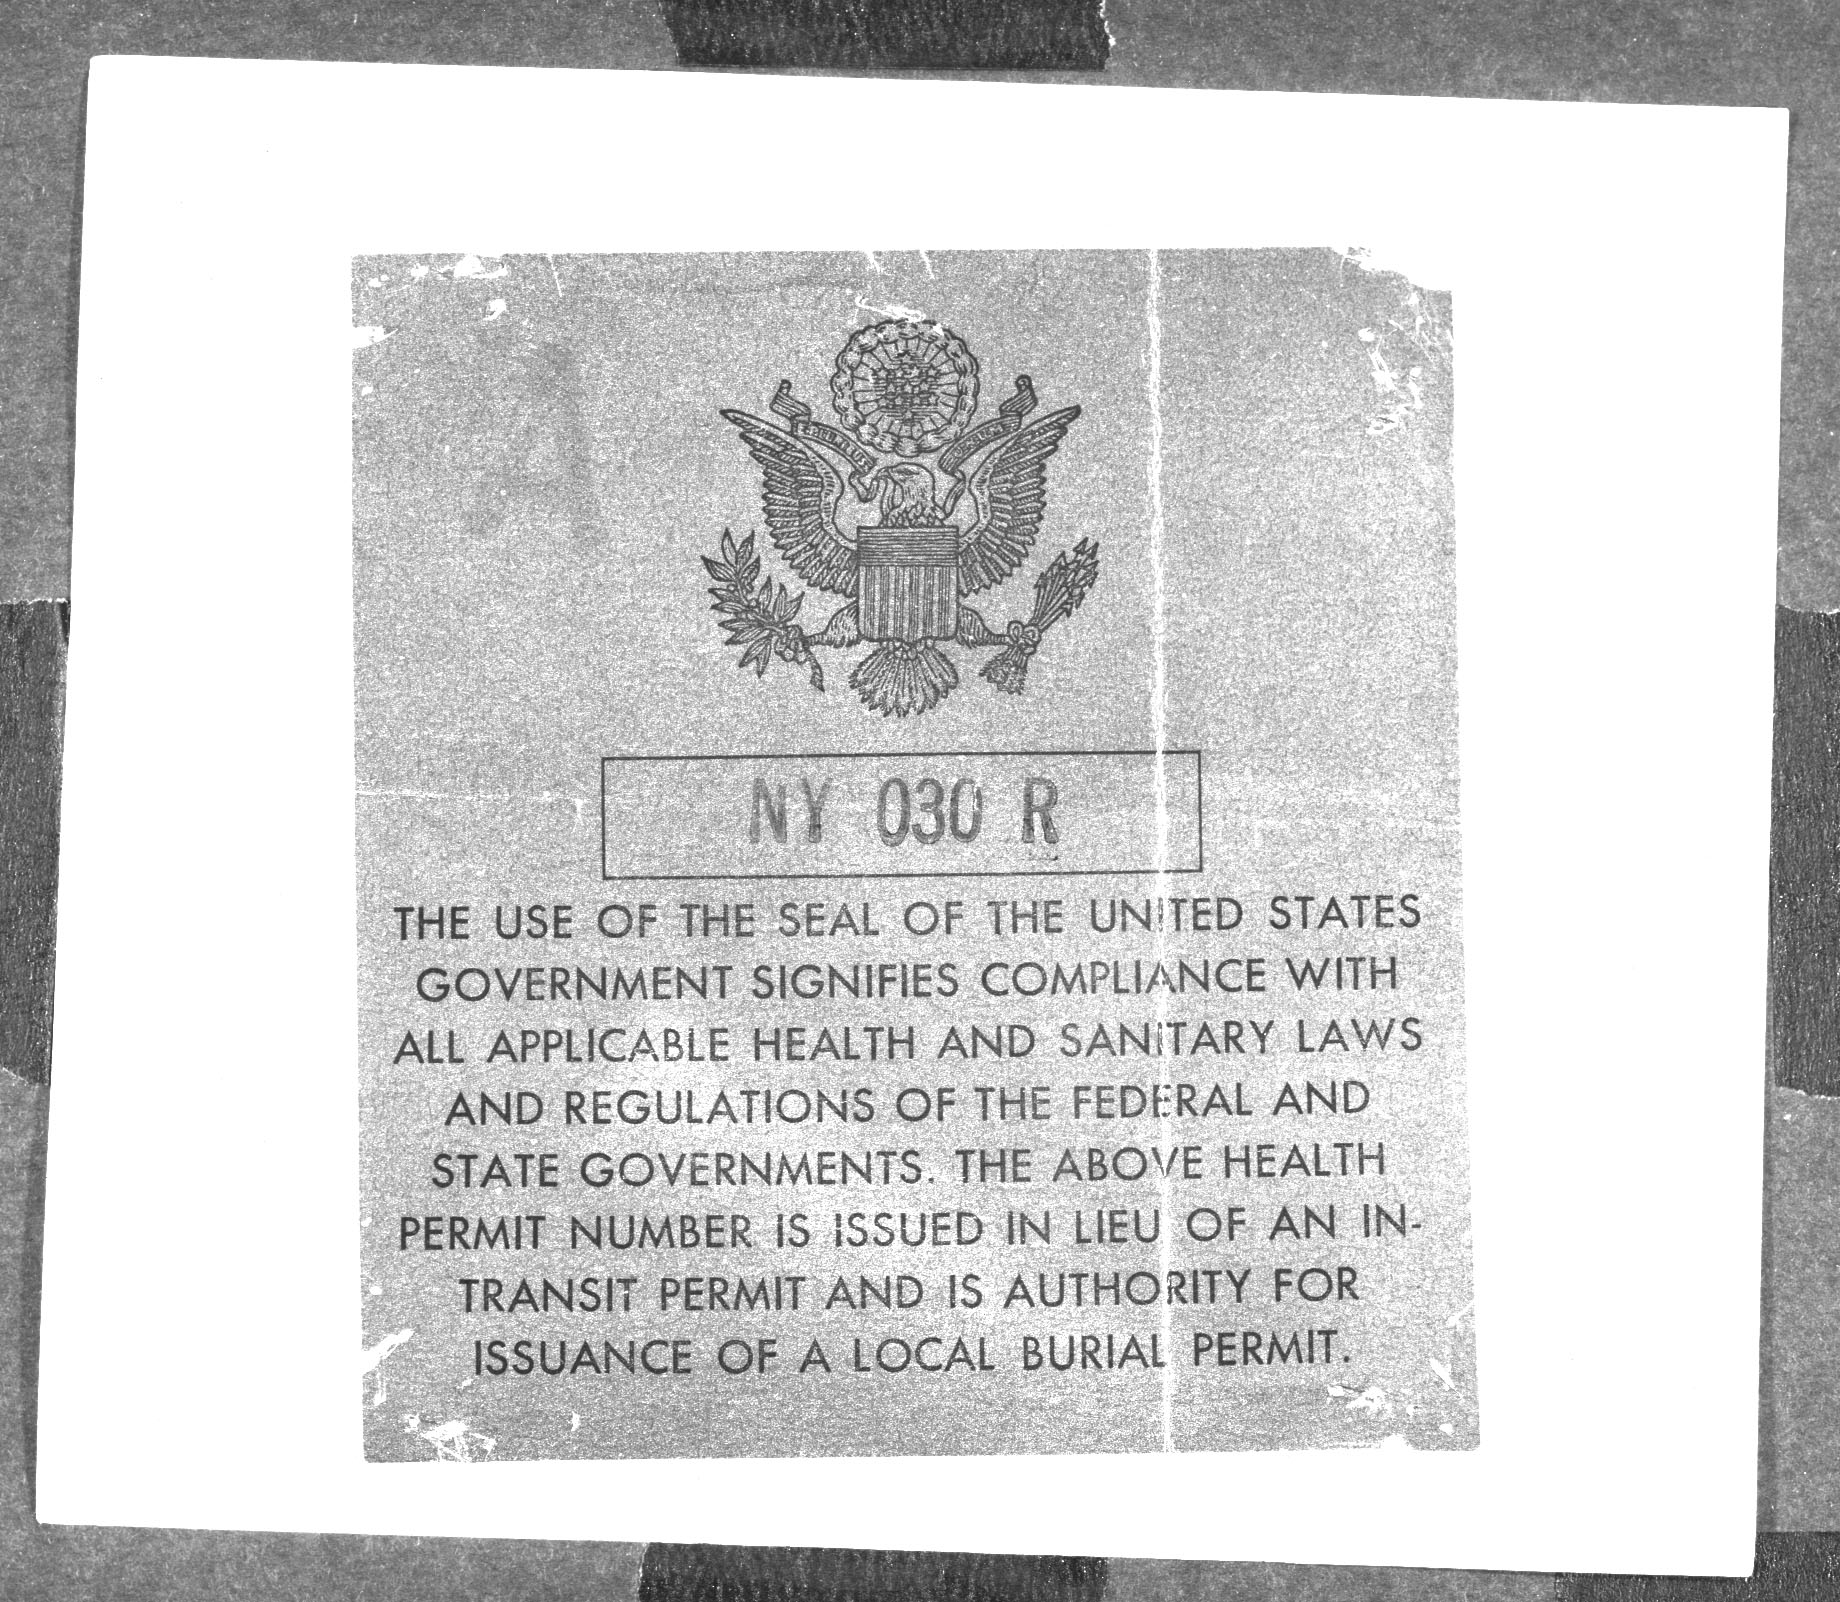 NY 030 R
THE USE OF THE SEAL OF THE UNITED STATES
GOVERNMENT SIGNIFIES COMPLIANCE WITH
ALL APPLICABLE HEALTH AND SANITARY LAWS
AND REGULATIONS OF THE FEDERAL AND
STATE GOVERNMENTS. THE ABOVE HEALTH
PERMIT NUMBER IS ISSUED IN LIEU OF AN IN-
TRANSIT PERMIT AND IS AUTHORITY FOR
ISSUANCE OF A LOCAL BURIAL PERMIT.